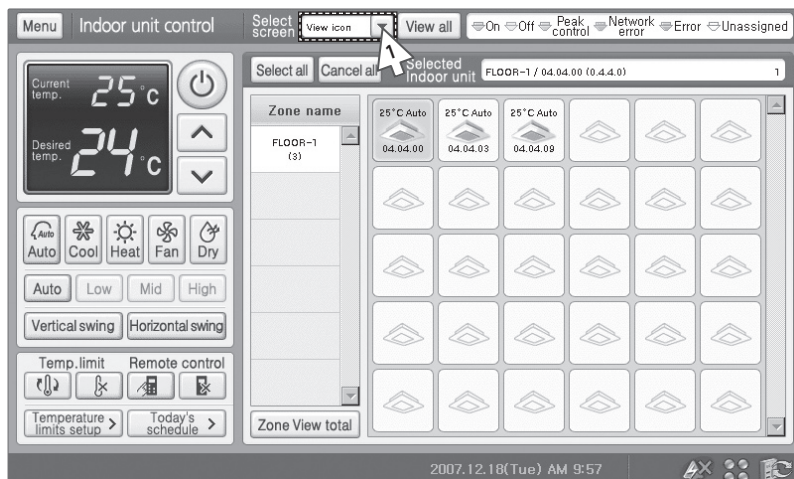 Menu
Indoor unit control
Select screen
View icon
View all
On
Off
Peak control
Network error
Error
Unassigned
1
Current temp.
25°C
Desired temp.
24°C
Auto
Auto
Cool
Heat
Fan
Dry
Auto
Low
Mid
High
Vertical swing
Horizontal swing
Temp.limit
Remote control
Temperature limits setup >
Today's schedule >
Select all
Cancel all
Selected Indoor unit
FLOOR-1 / 04.04.00 (0.4.4.0)
1
Zone name
FLOOR-1
(3)
Zone View total
25°C Auto
04.04.00
25°C Auto
04.04.03
25°C Auto
04.04.09
2007.12.18(Tue) AM 9:57